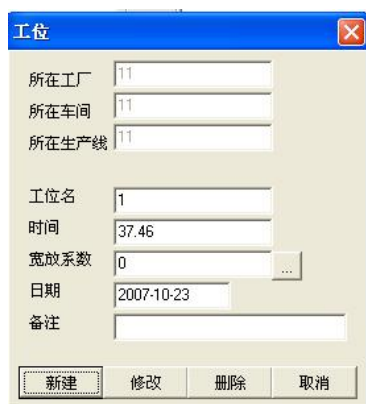 工位
所在工厂 11
所在车间 11
所在生产线 11
工位名 1
时间 37.46
宽放系数 0 ...
日期 2007-10-23
备注
新建 修改 删除 取消